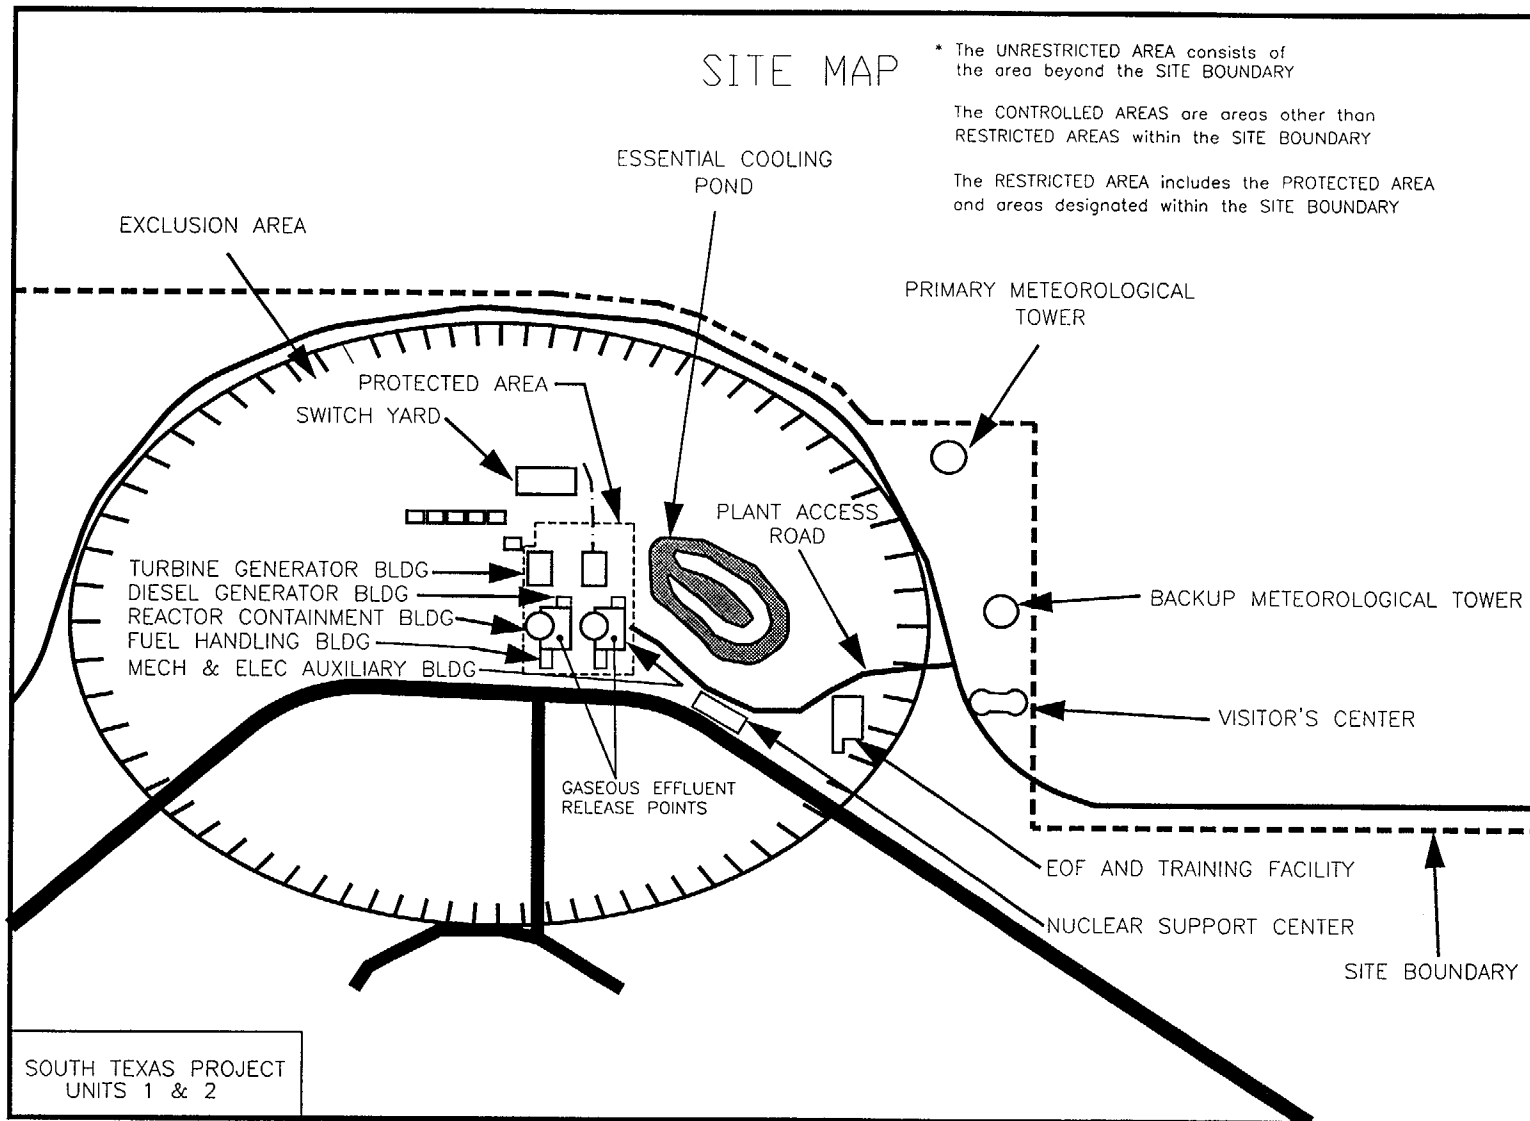 SITE MAP
* The UNRESTRICTED AREA consists of
the area beyond the SITE BOUNDARY
The CONTROLLED AREAS are areas other than
RESTRICTED AREAS within the SITE BOUNDARY
The RESTRICTED AREA includes the PROTECTED AREA
and areas designated within the SITE BOUNDARY
ESSENTIAL COOLING
POND
EXCLUSION AREA
PRIMARY METEOROLOGICAL
TOWER
PROTECTED AREA
SWITCH YARD
PLANT ACCESS
ROAD
TURBINE GENERATOR BLDG
DIESEL GENERATOR BLDG
REACTOR CONTAINMENT BLDG
FUEL HANDLING BLDG
MECH & ELEC AUXILIARY BLDG
BACKUP METEOROLOGICAL TOWER
VISITOR'S CENTER
GASEOUS EFFLUENT
RELEASE POINTS
EOF AND TRAINING FACILITY
NUCLEAR SUPPORT CENTER
SITE BOUNDARY
SOUTH TEXAS PROJECT
UNITS 1 & 2